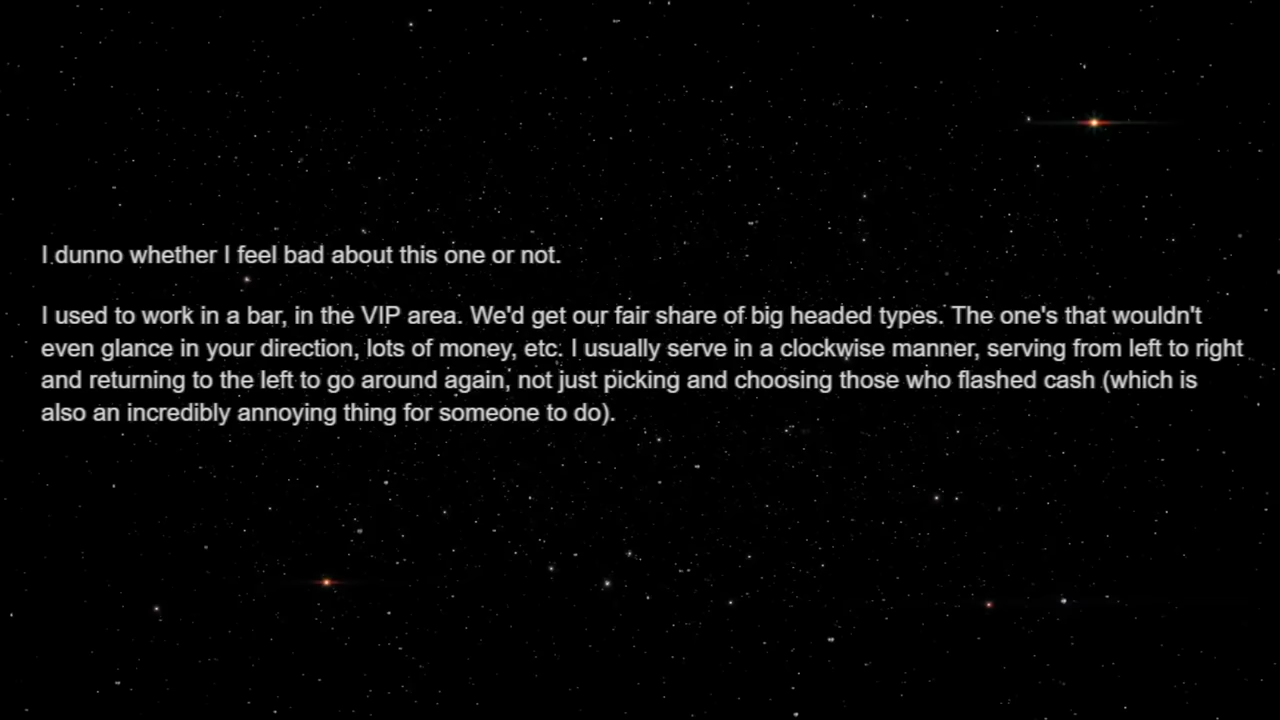 I dunno whether I feel bad about this one or not.
I used to work in a bar, in the VIP area. We'd get our fair share of big headed types. The one's that wouldn't
even glance in your direction, lots of money, etc. I usually serve in a clockwise manner, serving from left to right
and returning to the left to go around again, not just picking and choosing those who flashed cash (which is
also an incredibly annoying thing for someone to do).